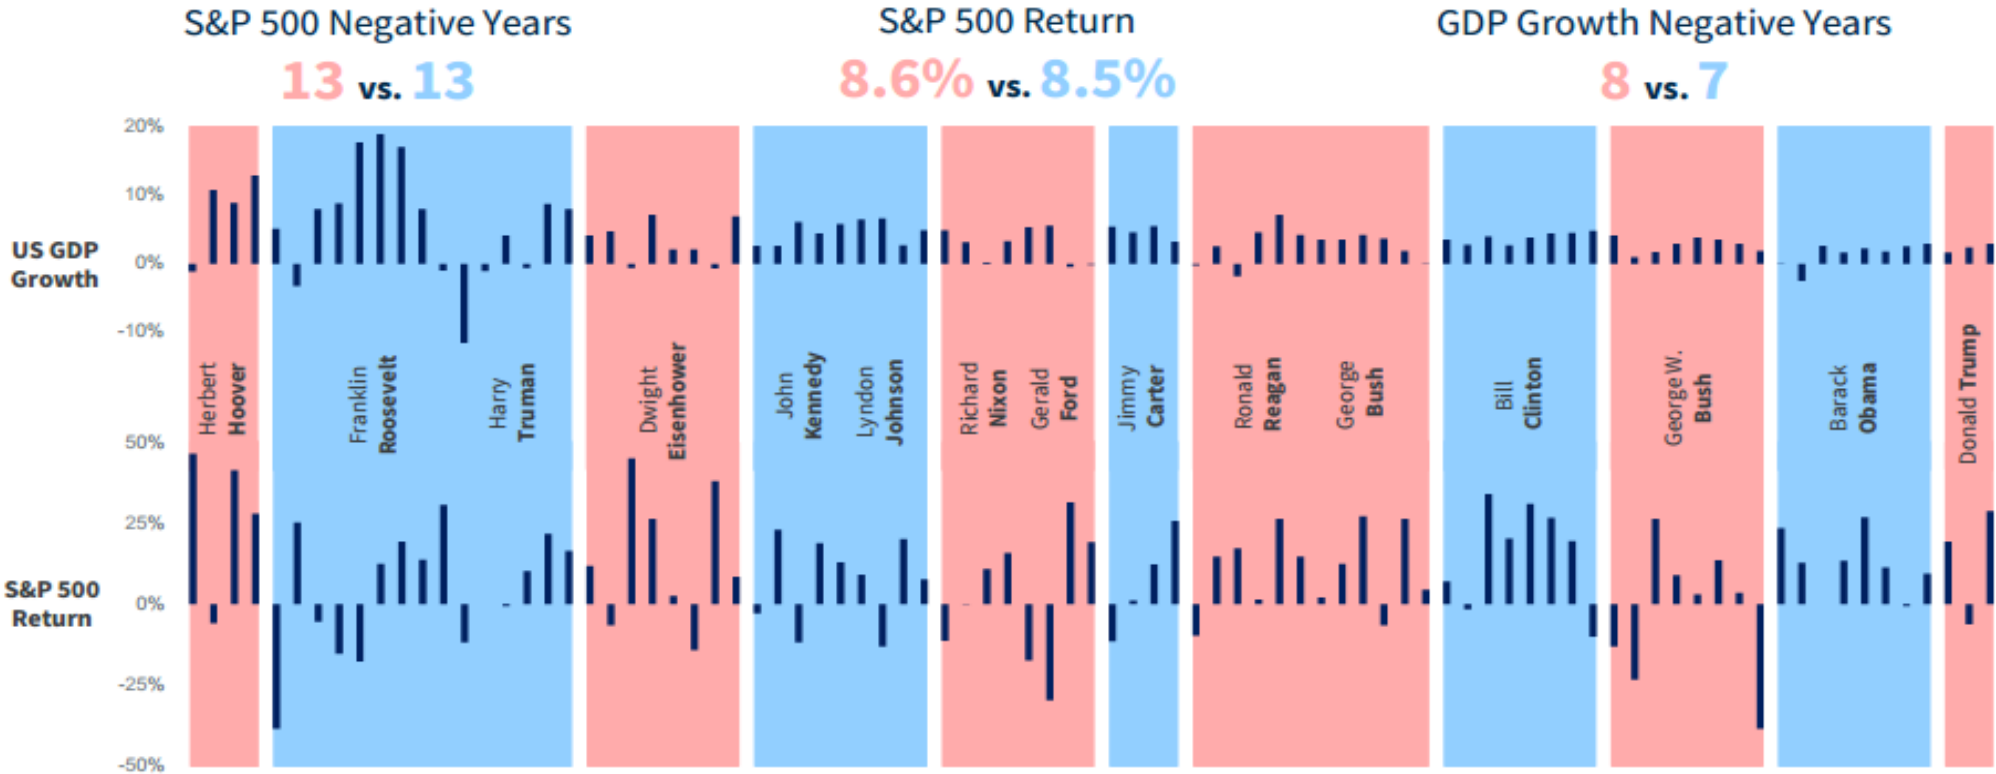 S&P 500 Negative Years
13 vs. 13
S&P 500 Return
8.6% vs. 8.5%
GDP Growth Negative Years
8 vs. 7
US GDP
Growth
20%
10%
0%
-10%
Herbert
Hoover
Franklin
Roosevelt
Harry
Truman
Dwight
Eisenhower
John
Kennedy
Lyndon
Johnson
Richard
Nixon
Gerald
Ford
Jimmy
Carter
Ronald
Reagan
George
Bush
Bill
Clinton
George W.
Bush
Barack
Obama
Donald Trump
S&P 500
Return
50%
25%
0%
-25%
-50%